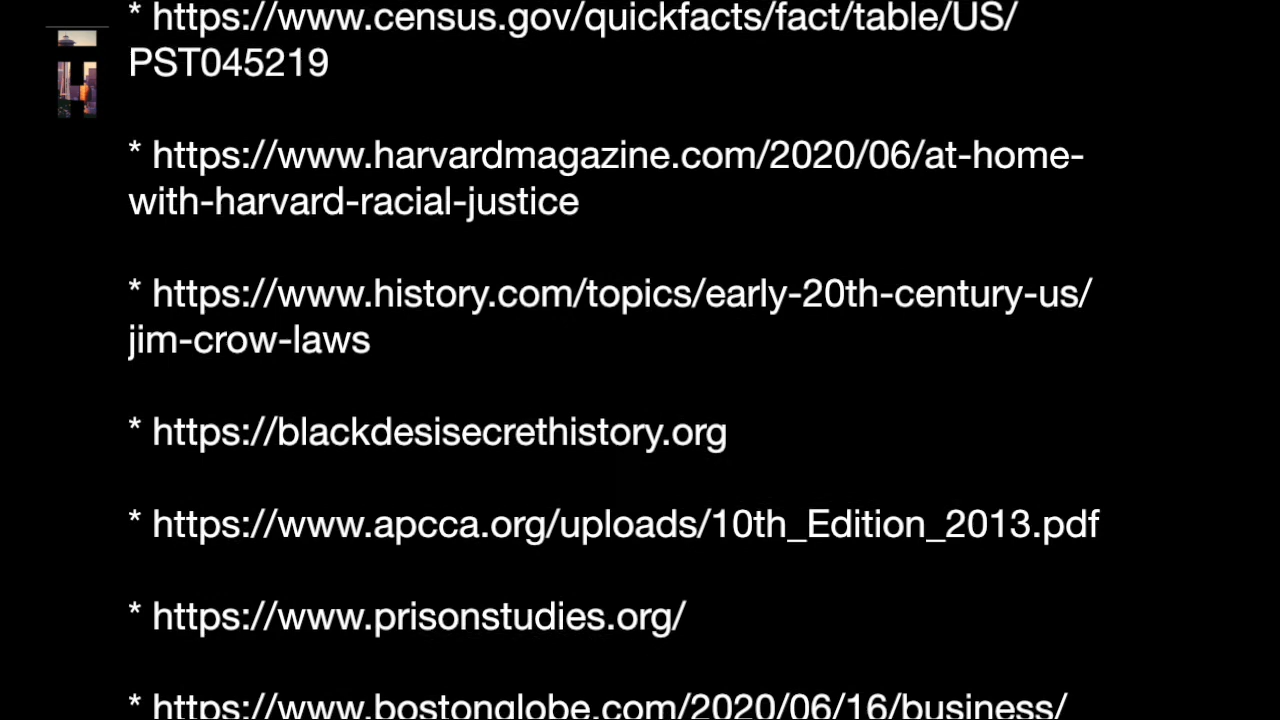 * https://www.census.gov/quickfacts/fact/table/US/
PST045219
* https://www.harvardmagazine.com/2020/06/at-home-
with-harvard-racial-justice
* https://www.history.com/topics/early-20th-century-us/
jim-crow-laws
* https://blackdesisecrethistory.org
* https://www.apcca.org/uploads/10th_Edition_2013.pdf
* https://www.prisonstudies.org/
* https://www.bostonglobe.com/2020/06/16/business/